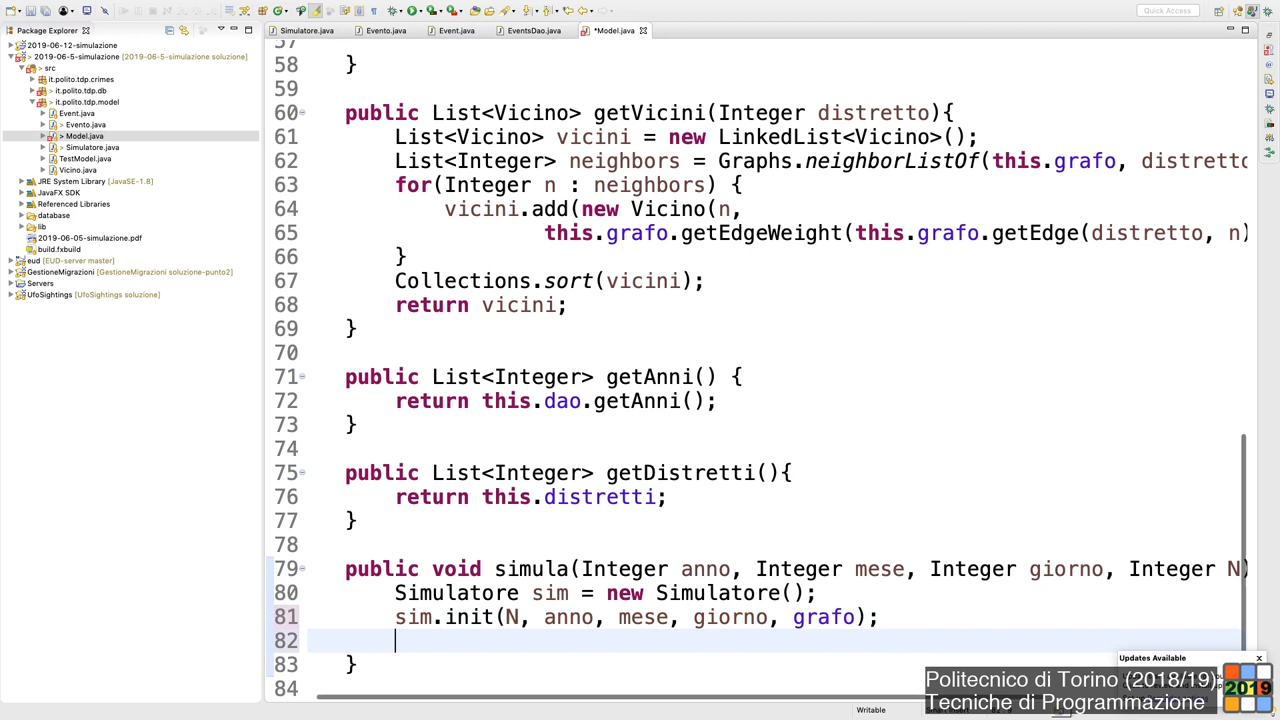 Quick Access
Package Explorer
2019-06-12-simulazione
> 2019-06-5-simulazione [2019-06-5-simulazione soluzione]
> src
it.polito.tdp.crimes
> it.polito.tdp.db
> it.polito.tdp.model
Event.java
> Evento.java
> Model.java
> Simulatore.java
TestModel.java
Vicino.java
JRE System Library [JavaSE-1.8]
JavaFX SDK
Referenced Libraries
database
lib
2019-06-05-simulazione.pdf
build.fxbuild
eud [EUD-server master]
GestioneMigrazioni [GestioneMigrazioni soluzione-punto2]
Servers
UfoSightings [UfoSightings soluzione]
Simulatore.java
Evento.java
Event.java
EventsDao.java
*Model.java
57
58 }
59
60 public List<Vicino> getVicini(Integer distretto){
61 List<Vicino> vicini = new LinkedList<Vicino>();
62 List<Integer> neighbors = Graphs.neighborListOf(this.grafo, distretto
63 for(Integer n : neighbors) {
64 vicini.add(new Vicino(n,
65 this.grafo.getEdgeWeight(this.grafo.getEdge(distretto, n)
66 }
67 Collections.sort(vicini);
68 return vicini;
69 }
70
71 public List<Integer> getAnni() {
72 return this.dao.getAnni();
73 }
74
75 public List<Integer> getDistretti(){
76 return this.distretti;
77 }
78
79 public void simula(Integer anno, Integer mese, Integer giorno, Integer N)
80 Simulatore sim = new Simulatore();
81 sim.init(N, anno, mese, giorno, grafo);
82
83 }
84
Updates Available
Politecnico di Torino (2018/19)
Tecniche di Programmazione
2019
Writable